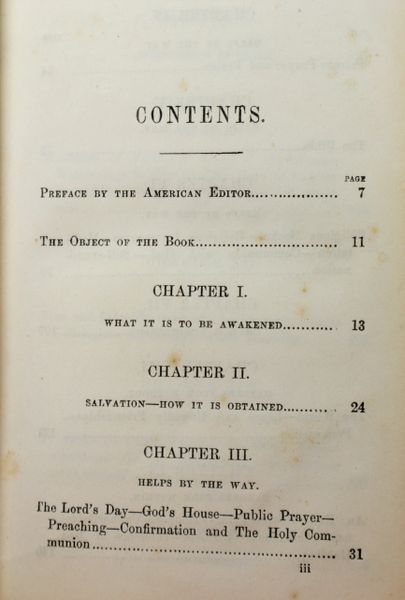 CONTENTS.
PAGE
PREFACE BY THE AMERICAN EDITOR.................. 7
THE OBJECT OF THE BOOK.............................. 11
CHAPTER I.
WHAT IT IS TO BE AWAKENED........... 13
CHAPTER II.
SALVATION—HOW IT IS OBTAINED.......... 24
CHAPTER III.
HELPS BY THE WAY.
The Lord's Day—God's House—Public Prayer—
Preaching—Confirmation and The Holy Com-
munion.................................................. 31
iii